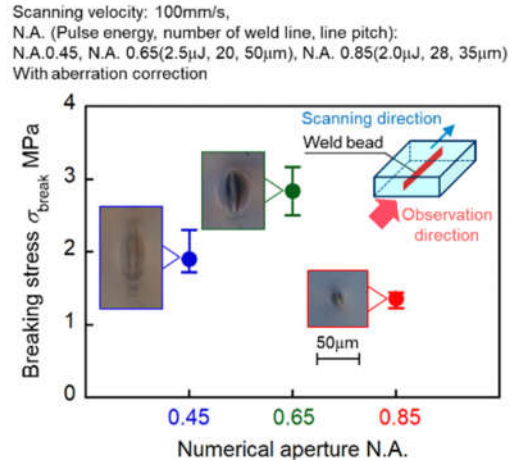 Scanning velocity: 100mm/s,
N.A. (Pulse energy, number of weld line, line pitch):
N.A.0.45, N.A. 0.65(2.5μJ, 20, 50μm), N.A. 0.85(2.0μJ, 28, 35μm)
With aberration correction
Breaking stress σbreak MPa
4
3
2
1
0
Scanning direction
Weld bead
Observation direction
50μm
0.45 0.65 0.85
Numerical aperture N.A.